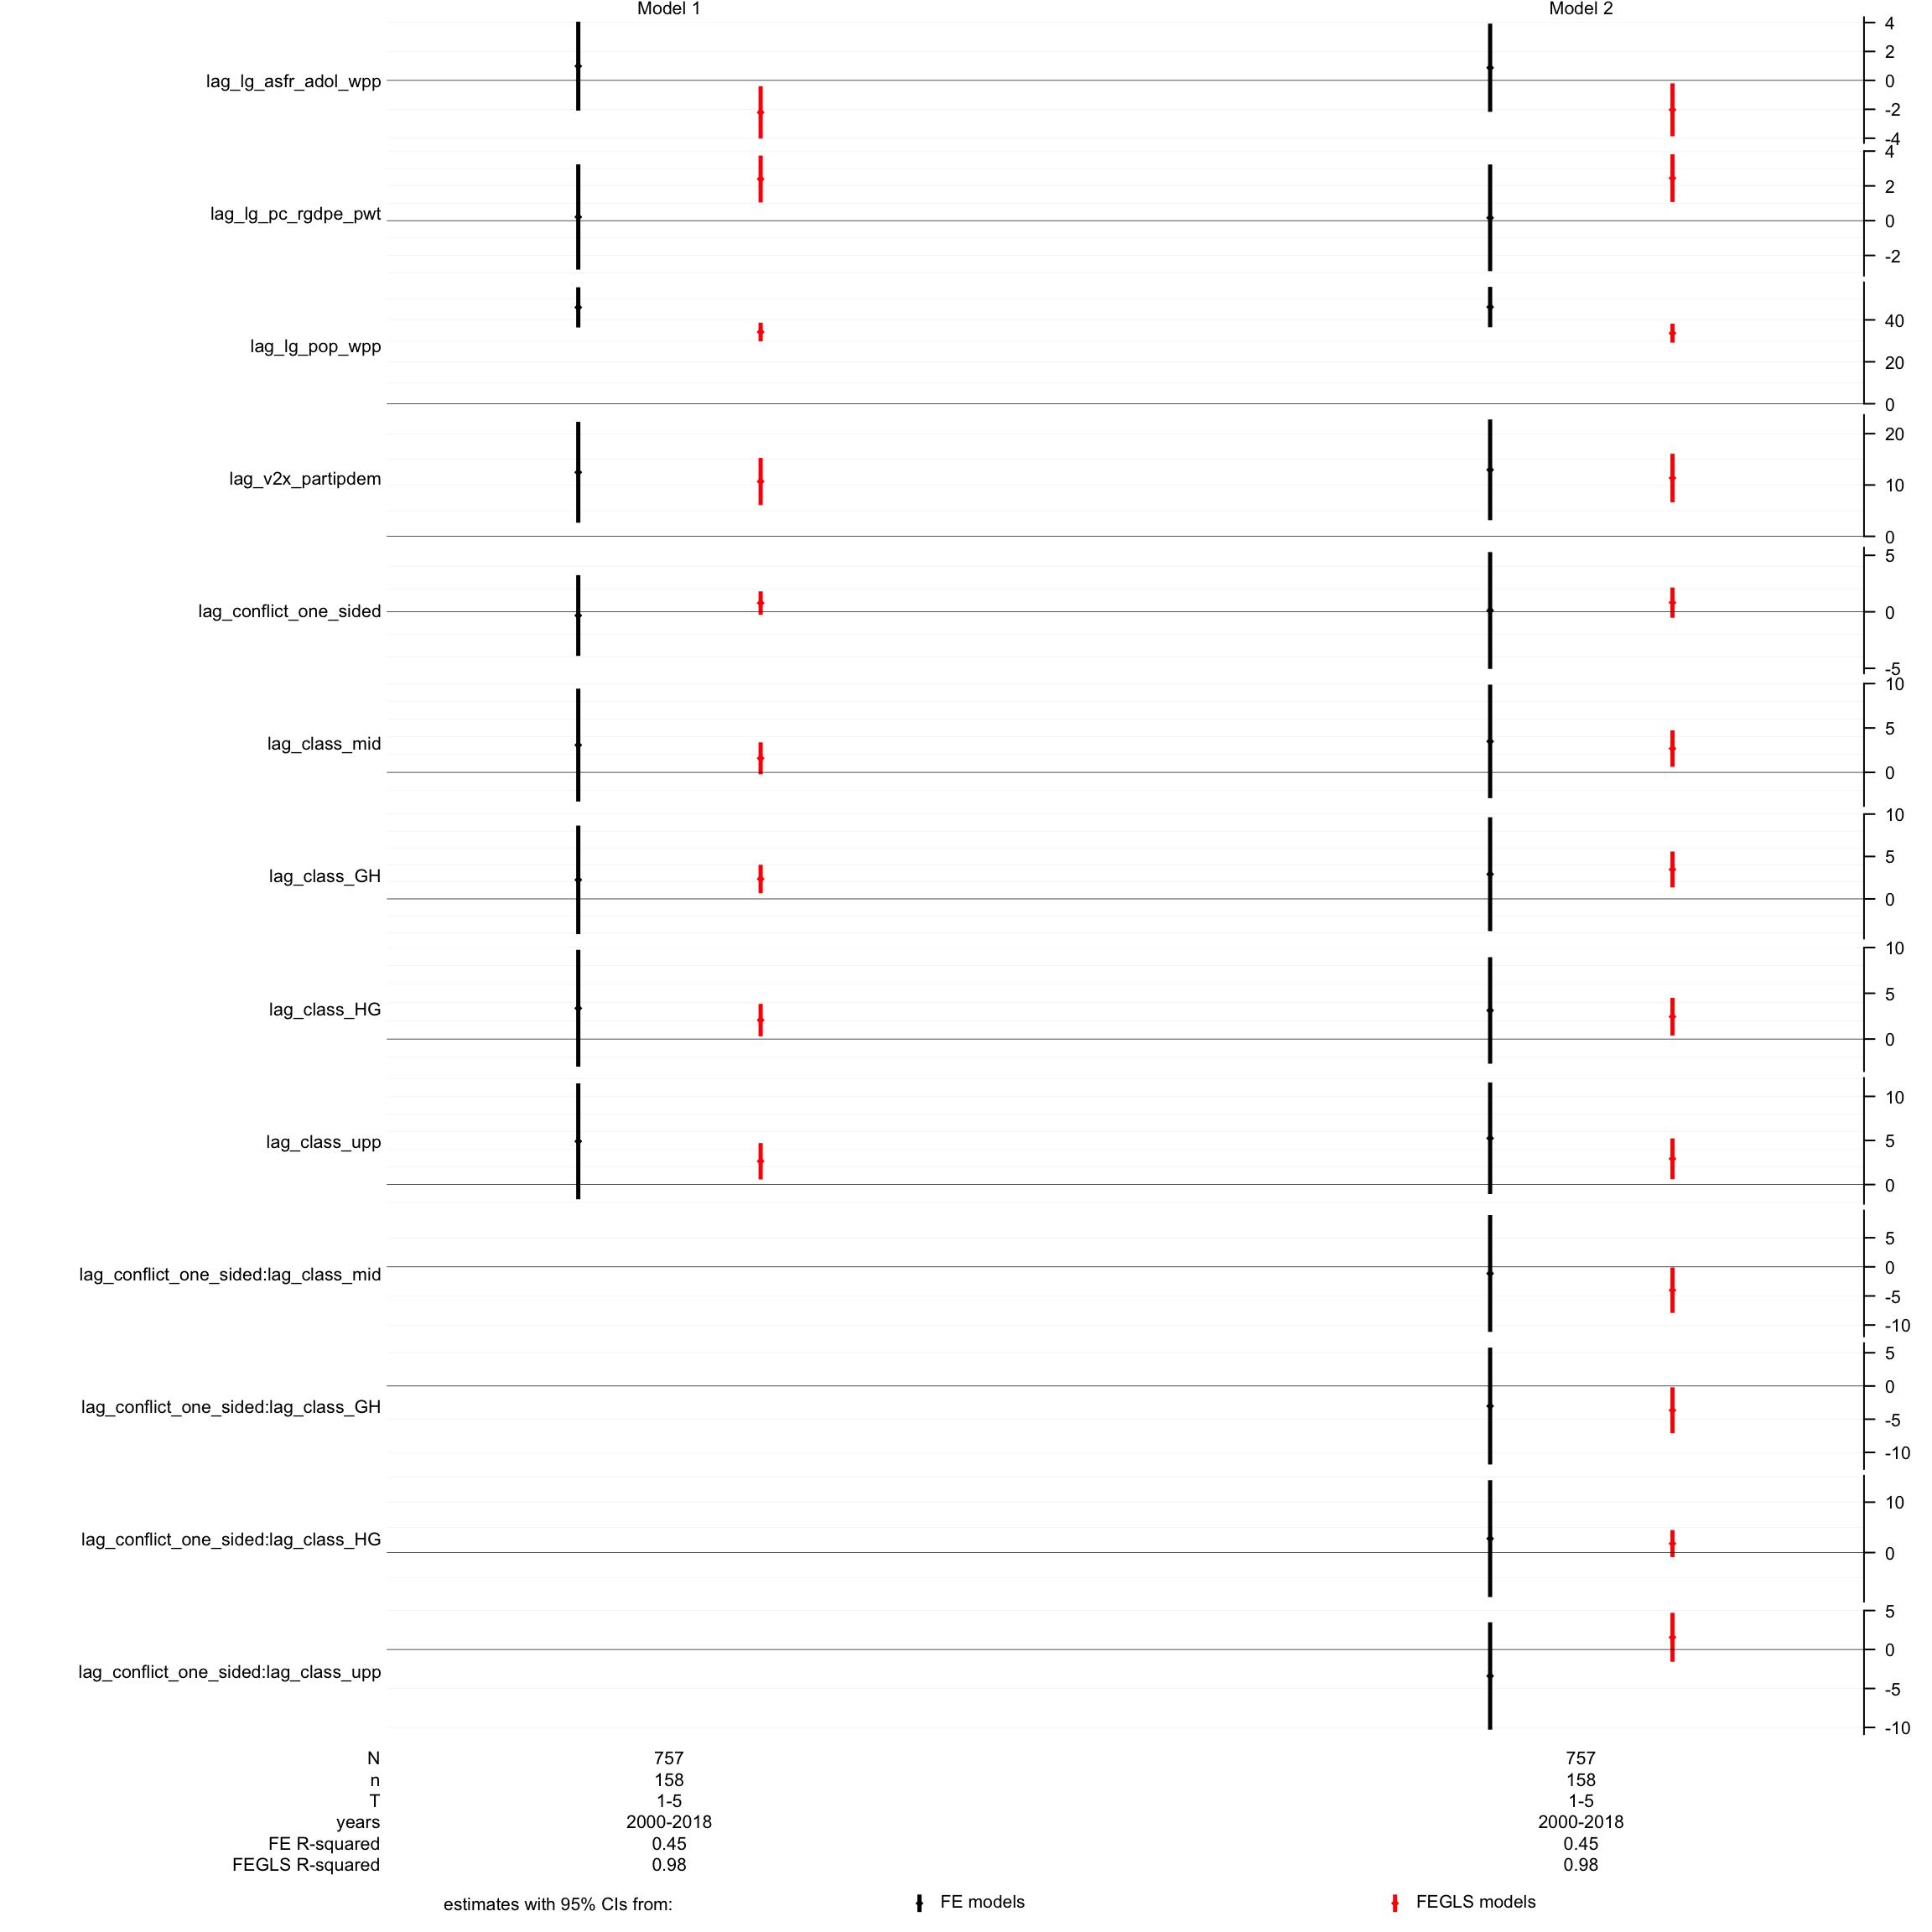 Model 1 Model 2
4
2
lag_lg_asfr_adol_wpp 0
-2
-4
4
2
lag_lg_pc_rgdpe_pwt
0
-2
40
lag_lg_pop_wpp
20
0
20
lag_v2x_partipdem
10
0
5
lag_conflict_one_sided 0
-5
10
5
lag_class_mid
0
10
5
lag_class_GH
0
10
5
lag_class_HG
0
10
lag_class_upp 5
0
5
0
lag_conflict_one_sided:lag_class_mid
-5
-10
5
0
lag_conflict_one_sided:lag_class_GH
-5
-10
10
lag_conflict_one_sided:lag_class_HG
0
5
0
lag_conflict_one_sided:lag_class_upp
-5
-10
N 757 757
n 158 158
T 1-5 1-5
years 2000-2018 2000-2018
FE R-squared 0.45 0.45
FEGLS R-squared 0.98 0.98
estimates with 95% CIs from: FE models FEGLS models